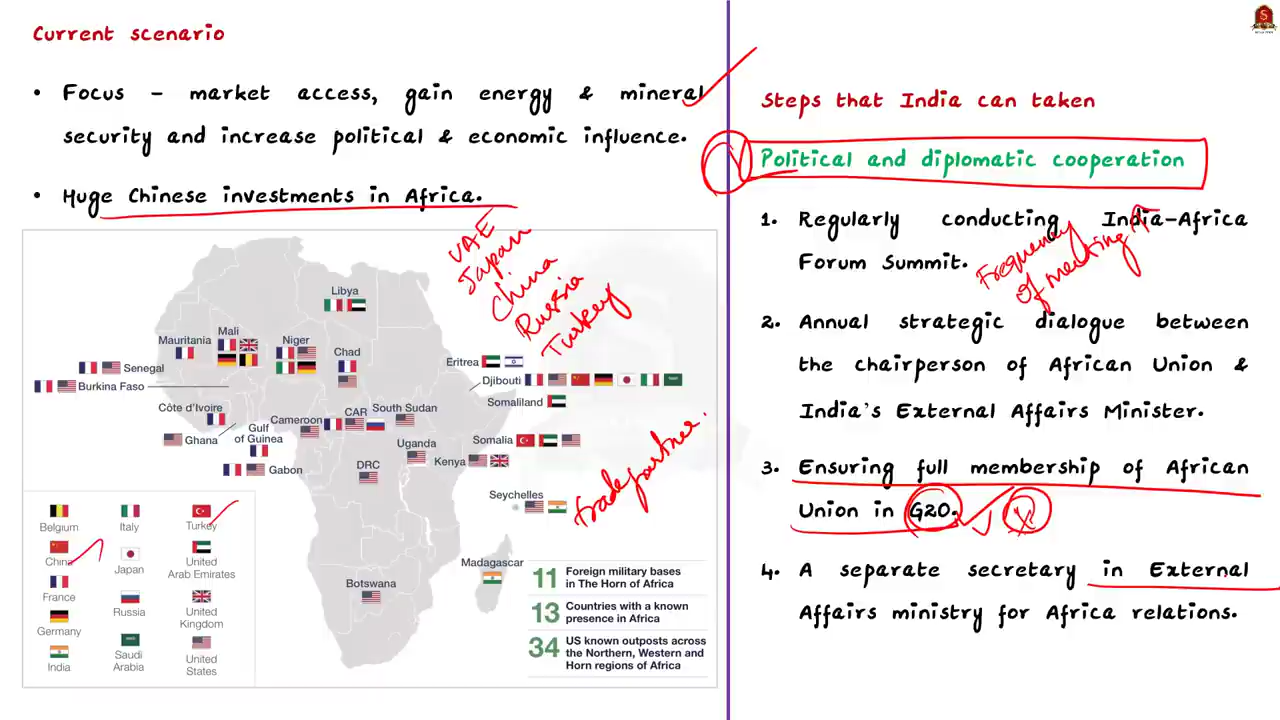 Current scenario
• Focus – market access, gain energy & mineral
security and increase political & economic influence.
• Huge Chinese investments in Africa.
UAE
Japan
China
Russia
Turkey
Libya
Mali
Mauritania
Niger
Chad
Senegal
Burkina Faso
Eritrea
Djibouti
Somaliland
Côte d'Ivoire
Ghana
Gulf
of Guinea
Cameroon
CAR
South Sudan
Gabon
DRC
Uganda
Kenya
Somalia
Seychelles
Trade partner.
Madagascar
Botswana
Belgium
Italy
Turkey
China
Japan
United
Arab Emirates
France
Russia
United
Kingdom
Germany
India
Saudi
Arabia
United
States
11 Foreign military bases
in The Horn of Africa
13 Countries with a known
presence in Africa
34 US known outposts across
the Northern, Western and
Horn regions of Africa
Steps that India can taken
Political and diplomatic cooperation
1. Regularly conducting India-Africa
Forum Summit.
Frequency
of meeting
2. Annual strategic dialogue between
the chairperson of African Union &
India's External Affairs Minister.
3. Ensuring full membership of African
Union in G20.
4. A separate secretary in External
Affairs ministry for Africa relations.